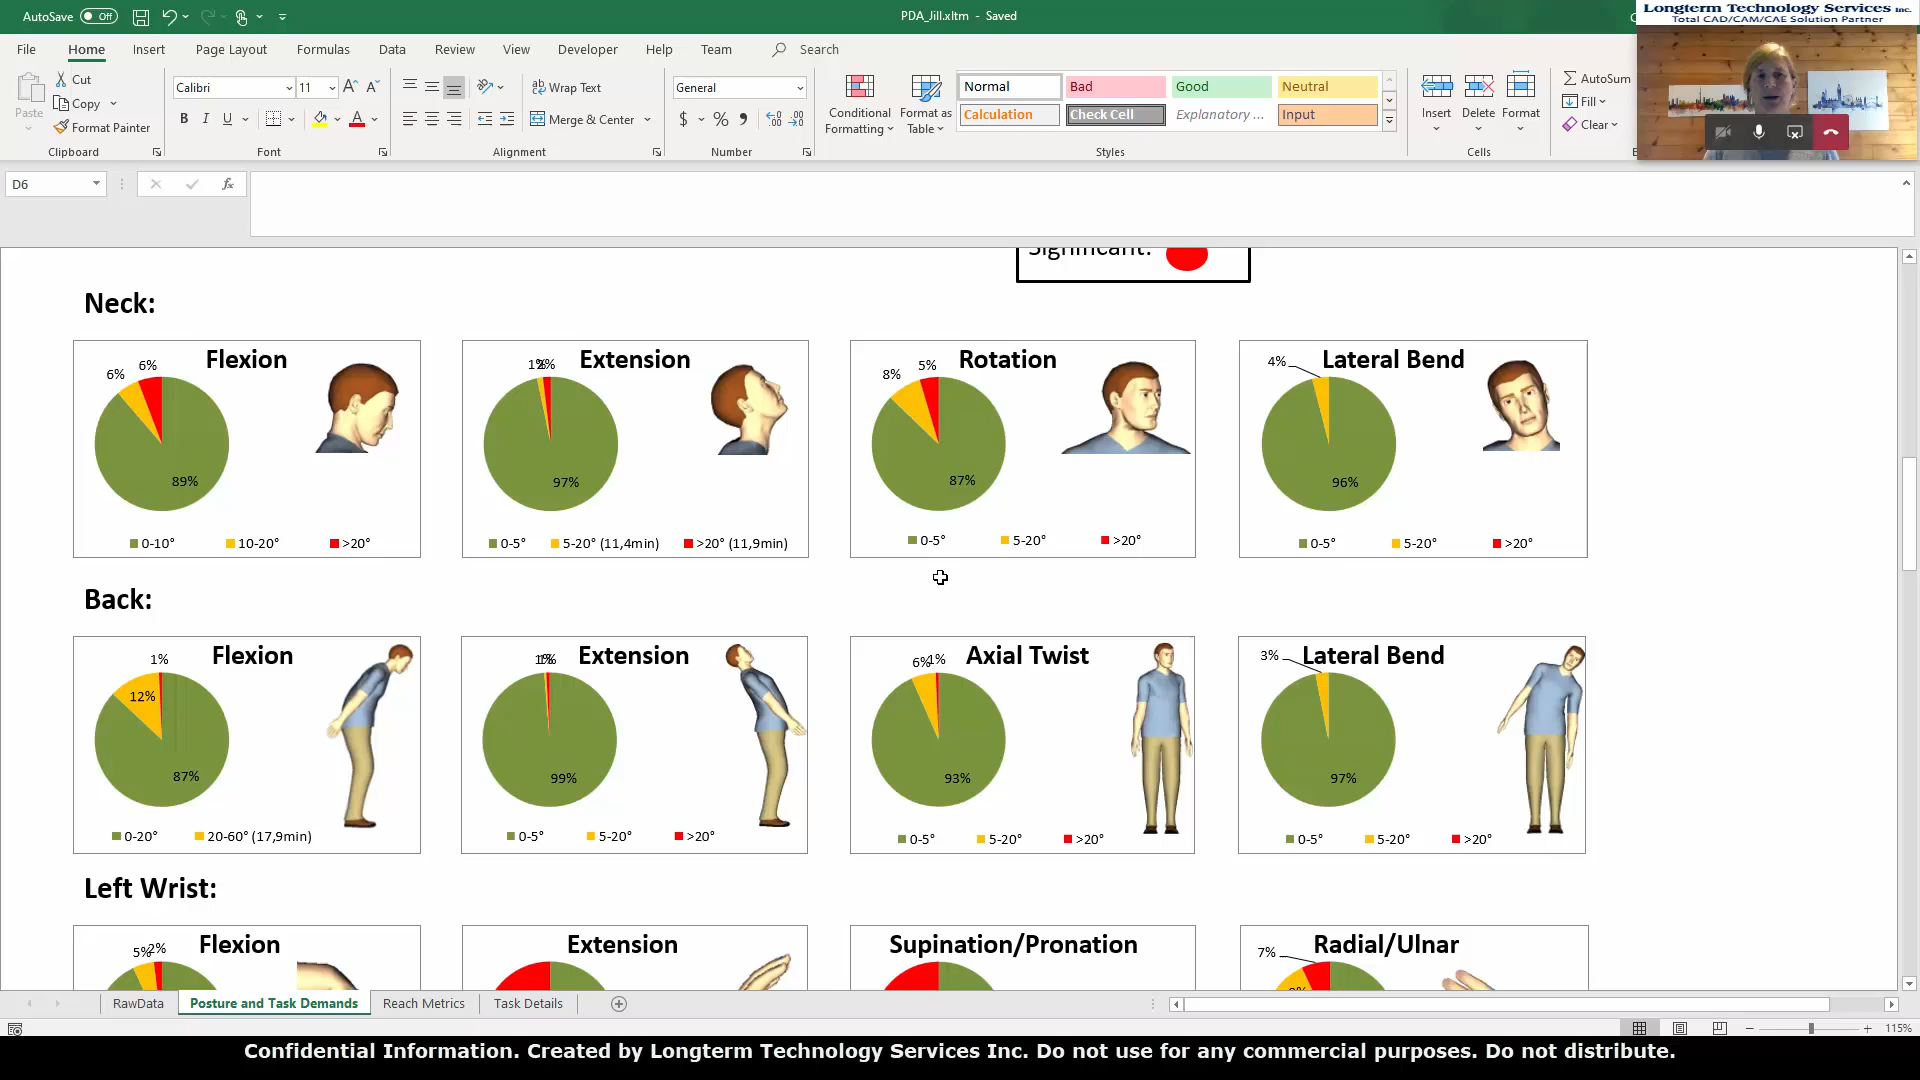 AutoSave Off
PDA_Jill.xltm - Saved
Longterm Technology Services Inc.
Total CAD/CAM/CAE Solution Partner
File Home Insert Page Layout Formulas Data Review View Developer Help Team Search
Paste
Cut
Copy
Format Painter
Calibri 11
B I U
A
Wrap Text
Merge & Center
General
$ %
Conditional Formatting
Format as Table
Normal Bad Good Neutral
Calculation Check Cell Explanatory ... Input
Insert Delete Format
AutoSum
Fill
Clear
Clipboard Font Alignment Number Styles Cells
D6 fx
Significant:
Neck:
Flexion
6% 6%
89%
0-10° 10-20° >20°
Extension
97%
0-5° 5-20° (11,4min) >20° (11,9min)
Rotation
8% 5%
87%
0-5° 5-20° >20°
Lateral Bend
4%
96%
0-5° 5-20° >20°
Back:
Flexion
1%
12%
87%
0-20° 20-60° (17,9min)
Extension
99%
0-5° 5-20° >20°
Axial Twist
6% 1%
93%
0-5° 5-20° >20°
Lateral Bend
3%
97%
0-5° 5-20° >20°
Left Wrist:
Flexion
5% 2%
Extension
Supination/Pronation
Radial/Ulnar
7%
RawData Posture and Task Demands Reach Metrics Task Details
115%
Confidential Information. Created by Longterm Technology Services Inc. Do not use for any commercial purposes. Do not distribute.